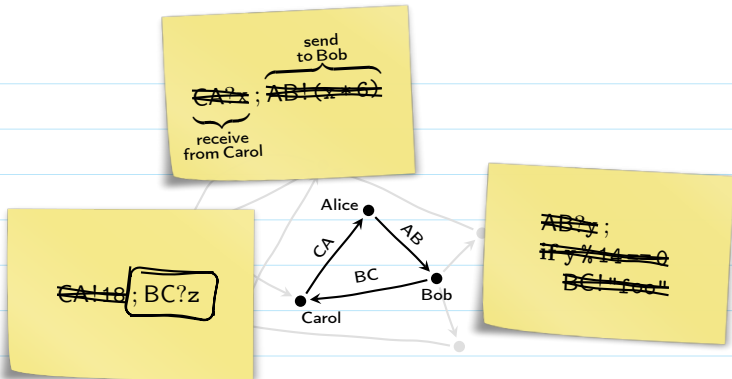 send
to Bob
CA?x ; AB!(x*6)
receive
from Carol
Alice
CA
AB
BC
Bob
Carol
CA!18 ; BC?z
AB?y ;
if y%14==0
BC!"foo"